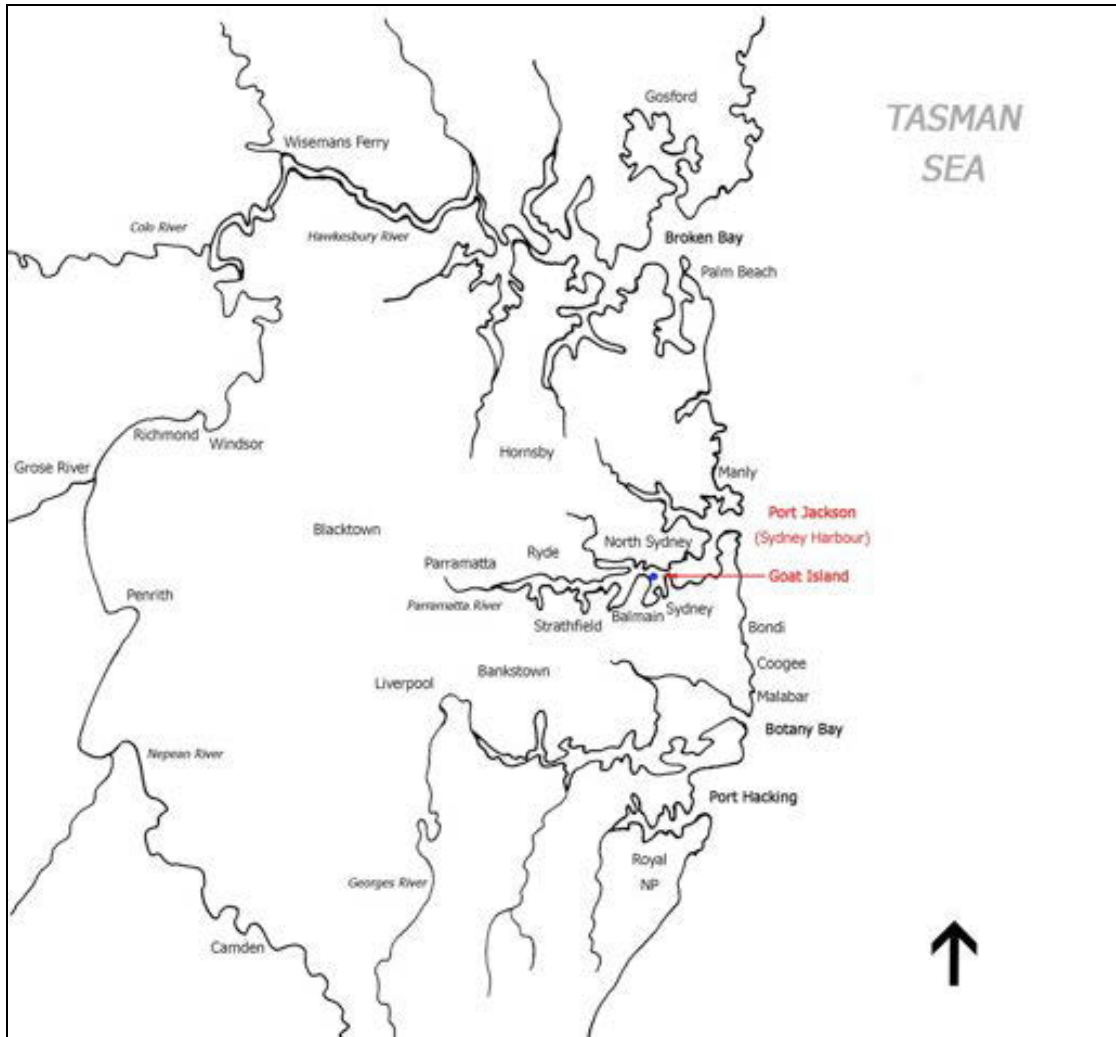 Gosford
TASMAN
SEA
Wisemans Ferry
Colo River
Hawkesbury River
Broken Bay
Palm Beach
Richmond
Windsor
Hornsby
Grose River
Manly
Port Jackson
(Sydney Harbour)
Blacktown
North Sydney
Ryde
Parramatta
Goat Island
Penrith
Parramatta River
Balmain
Sydney
Strathfield
Bondi
Bankstown
Coogee
Liverpool
Malabar
Botany Bay
Nepean River
Port Hacking
Royal
NP
Georges River
Camden